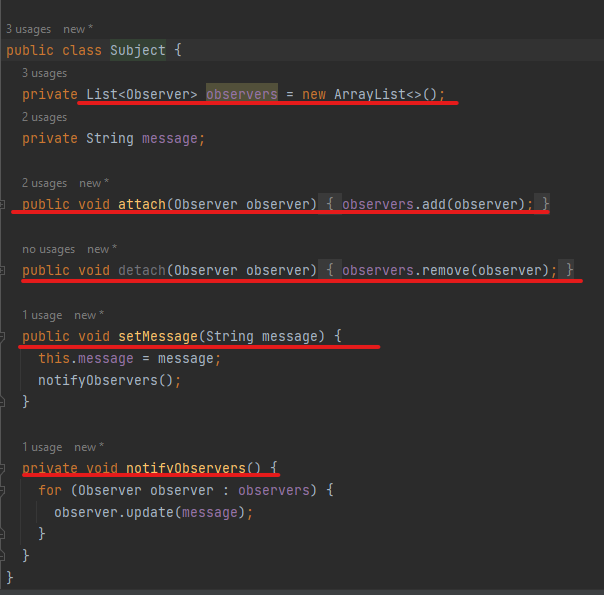 3 usages new *
public class Subject {
3 usages
private List<Observer> observers = new ArrayList<>();
2 usages
private String message;
2 usages new *
public void attach(Observer observer) { observers.add(observer); }
no usages new *
public void detach(Observer observer) { observers.remove(observer); }
1 usage new *
public void setMessage(String message) {
this.message = message;
notifyObservers();
}
1 usage new *
private void notifyObservers() {
for (Observer observer : observers) {
observer.update(message);
}
}
}